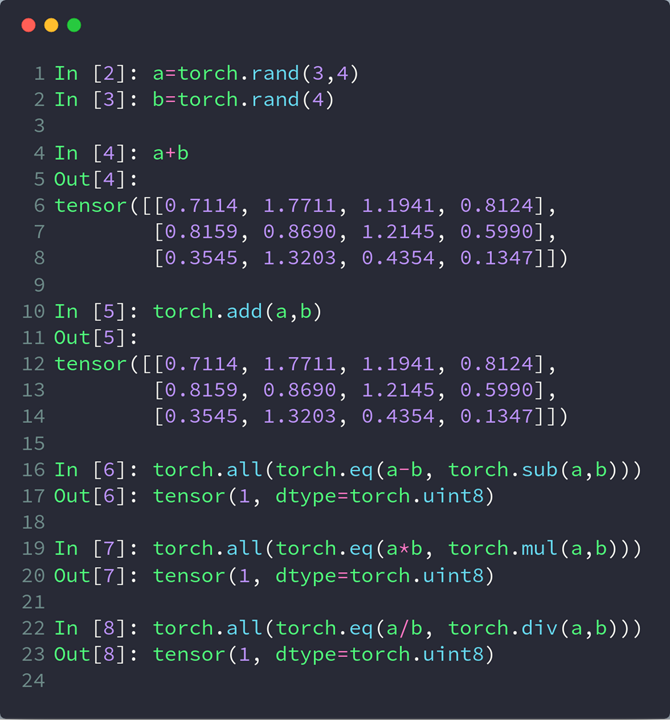 1 In [2]: a=torch.rand(3,4)
2 In [3]: b=torch.rand(4)
3
4 In [4]: a+b
5 Out[4]:
6 tensor([[0.7114, 1.7711, 1.1941, 0.8124],
7         [0.8159, 0.8690, 1.2145, 0.5990],
8         [0.3545, 1.3203, 0.4354, 0.1347]])
9
10 In [5]: torch.add(a,b)
11 Out[5]:
12 tensor([[0.7114, 1.7711, 1.1941, 0.8124],
13         [0.8159, 0.8690, 1.2145, 0.5990],
14         [0.3545, 1.3203, 0.4354, 0.1347]])
15
16 In [6]: torch.all(torch.eq(a-b, torch.sub(a,b)))
17 Out[6]: tensor(1, dtype=torch.uint8)
18
19 In [7]: torch.all(torch.eq(a*b, torch.mul(a,b)))
20 Out[7]: tensor(1, dtype=torch.uint8)
21
22 In [8]: torch.all(torch.eq(a/b, torch.div(a,b)))
23 Out[8]: tensor(1, dtype=torch.uint8)
24